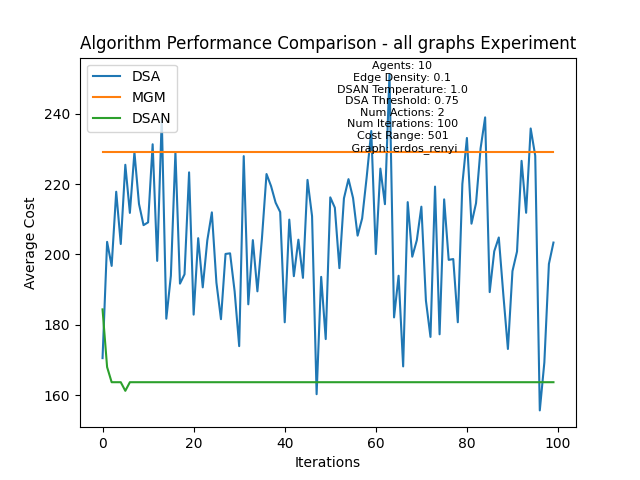 Algorithm Performance Comparison - all graphs Experiment
DSA
MGM
DSAN
Agents: 10
Edge Density: 0.1
DSAN Temperature: 1.0
DSA Threshold: 0.75
Num Actions: 2
Num Iterations: 100
Cost Range: 501
Graph: erdos_renyi
Average Cost
240
220
200
180
160
0
20
40
60
80
100
Iterations